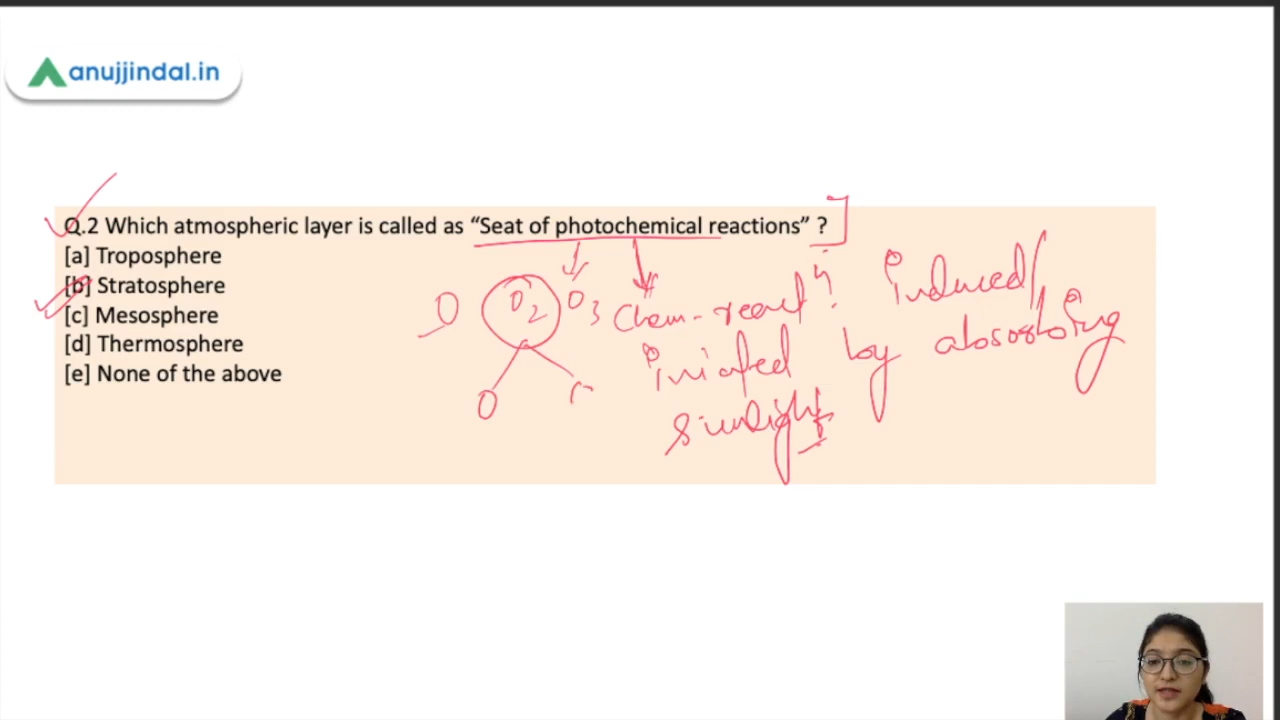 anujjindal.in
Q.2 Which atmospheric layer is called as “Seat of photochemical reactions” ?
[a] Troposphere
[b] Stratosphere
[c] Mesosphere
[d] Thermosphere
[e] None of the above
O O2 O3 Chem-reactn. induced/
iniated by absorbing
O
sunlight